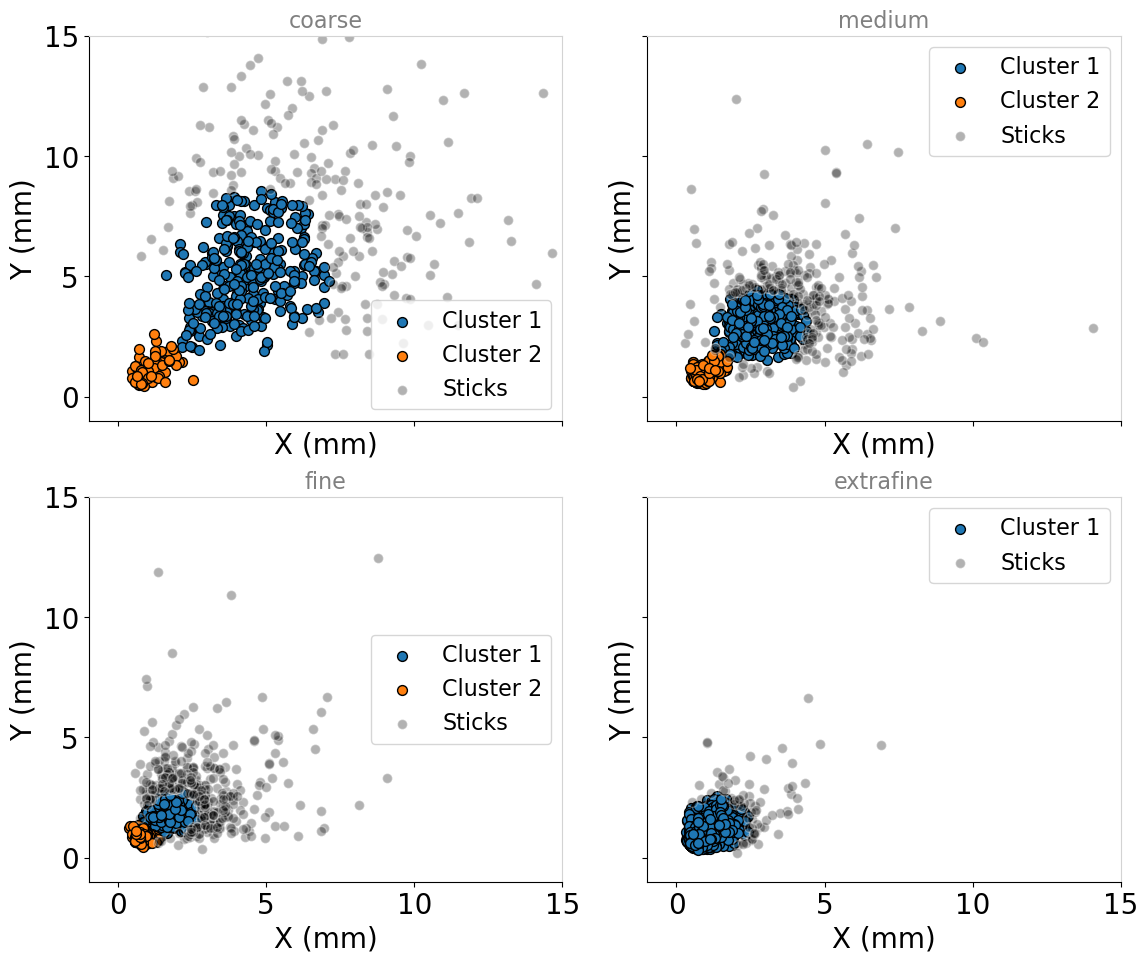 coarse
15
10
5
0
Y (mm)
X (mm)
Cluster 1
Cluster 2
Sticks
medium
Y (mm)
X (mm)
Cluster 1
Cluster 2
Sticks
fine
15
10
5
0
Y (mm)
0
5
10
15
X (mm)
Cluster 1
Cluster 2
Sticks
extrafine
Y (mm)
0
5
10
15
X (mm)
Cluster 1
Sticks